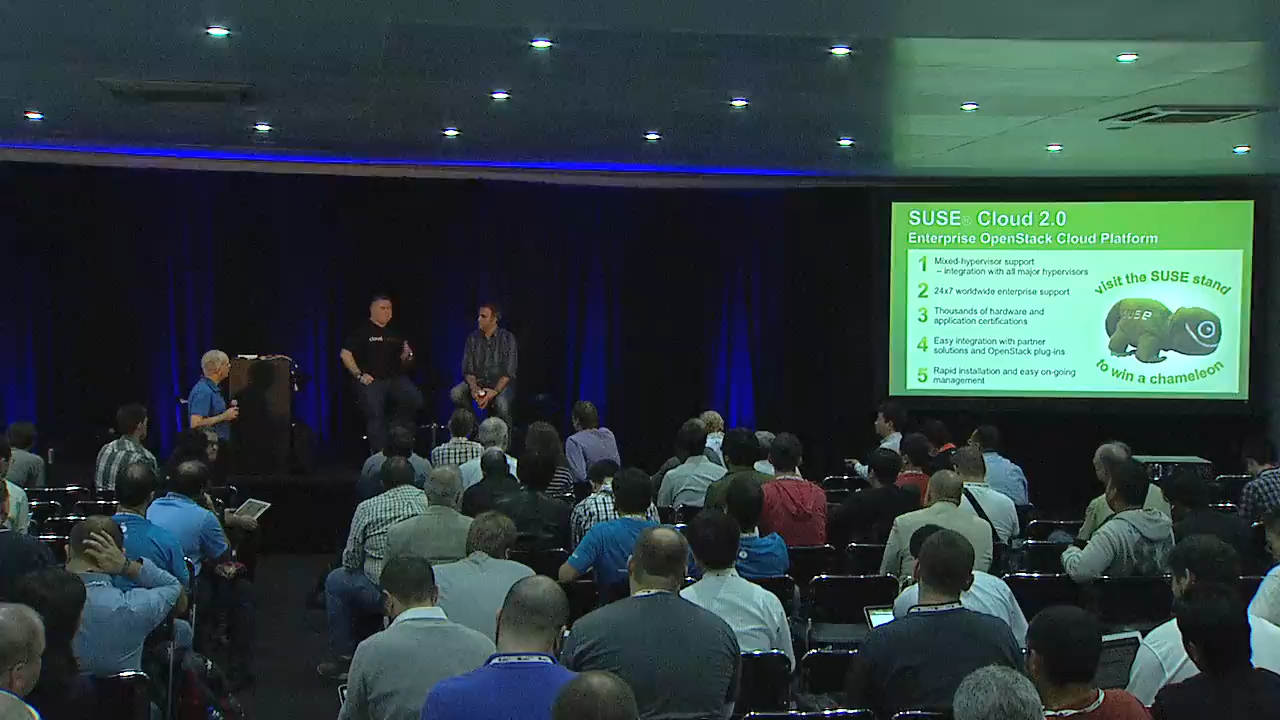 SUSE® Cloud 2.0
Enterprise OpenStack Cloud Platform
1 Mixed-hypervisor support
– integration with all major hypervisors
2 24x7 worldwide enterprise support
3 Thousands of hardware and
application certifications
4 Easy integration with partner
solutions and OpenStack plug-ins
5 Rapid installation and easy on-going
management
visit the SUSE stand
SUSE
to win a chameleon
cloud